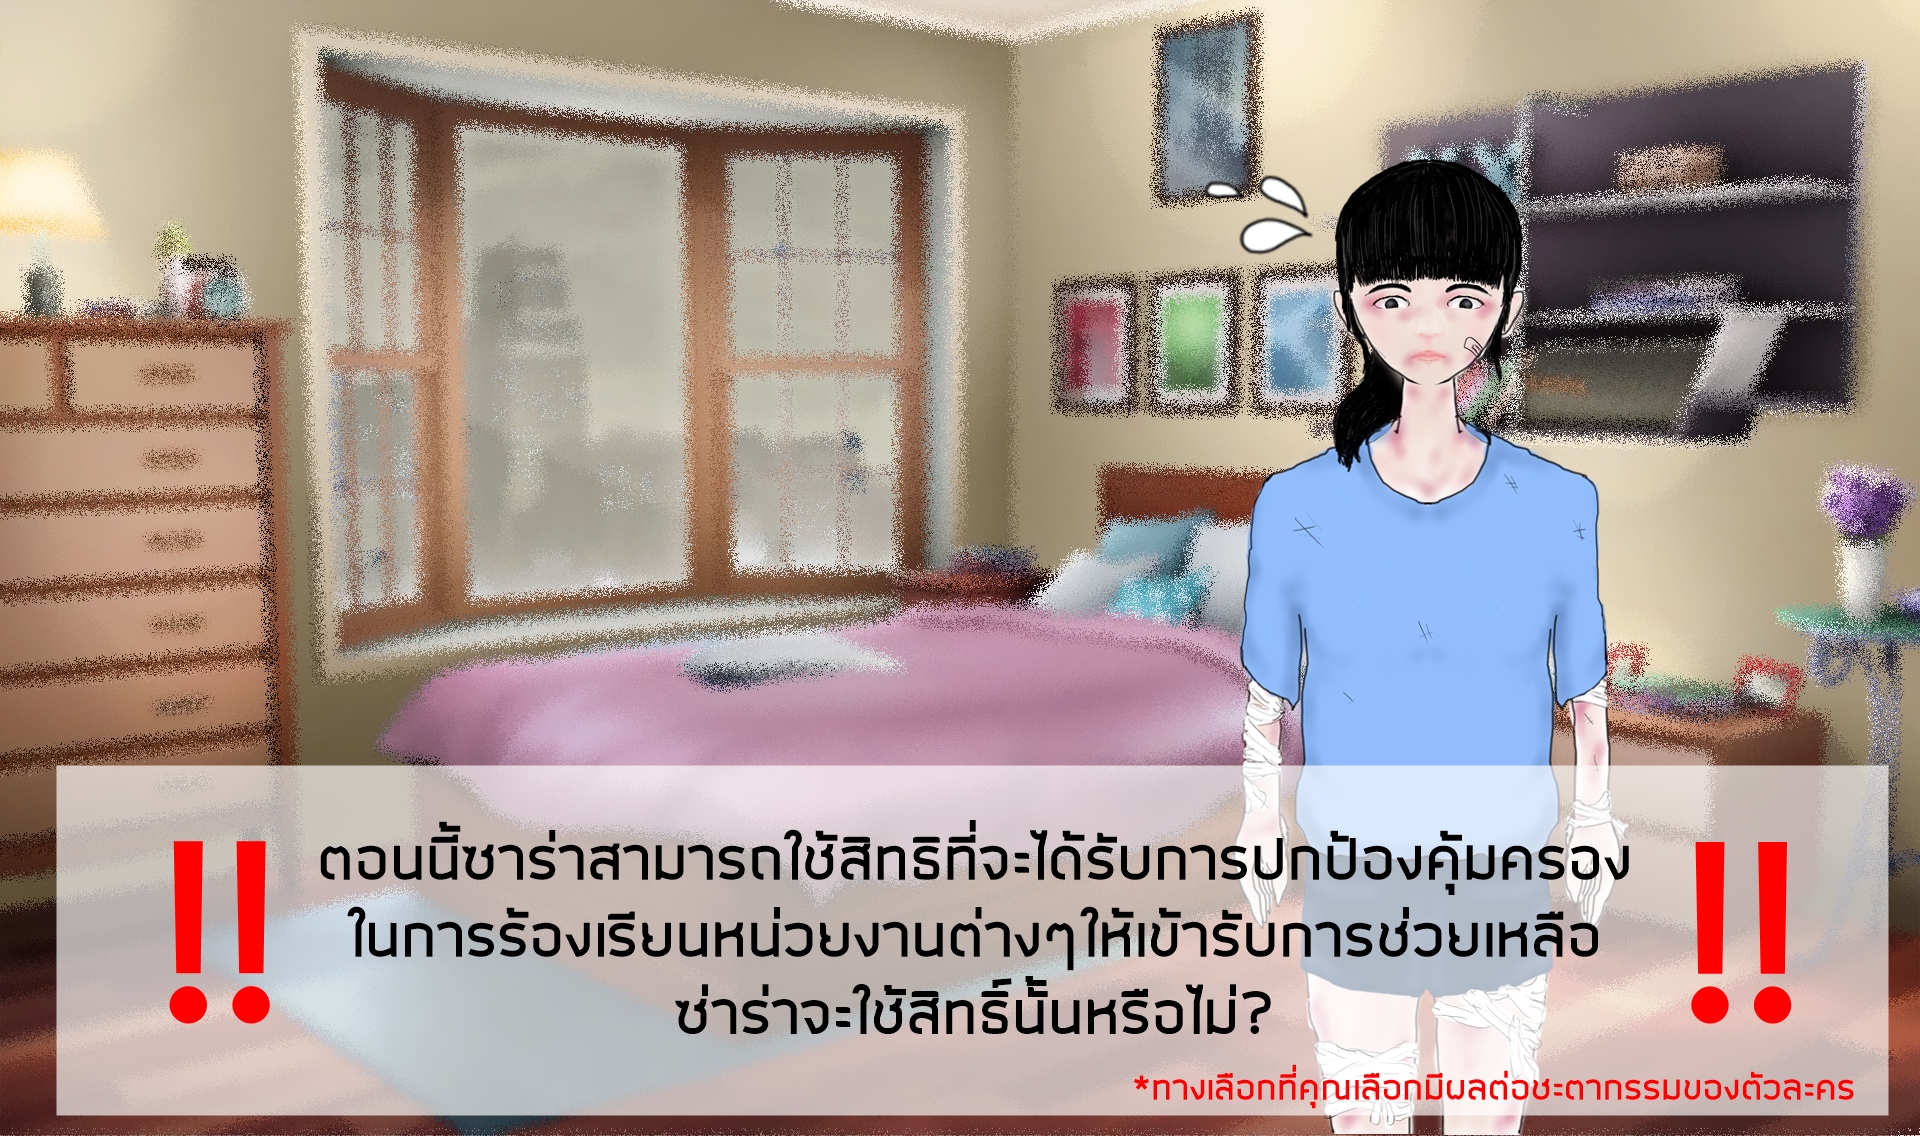 !! ตอนนี้ซาร่าสามารถใช้สิทธิที่จะได้รับการปกป้องคุ้มครอง !!
ในการร้องเรียนหน่วยงานต่างๆให้เข้ารับการช่วยเหลือ
ซ่าร่าจะใช้สิทธิ์นั้นหรือไม่?
*ทางเลือกที่คุณเลือกมีผลต่อชะตากรรมของตัวละคร